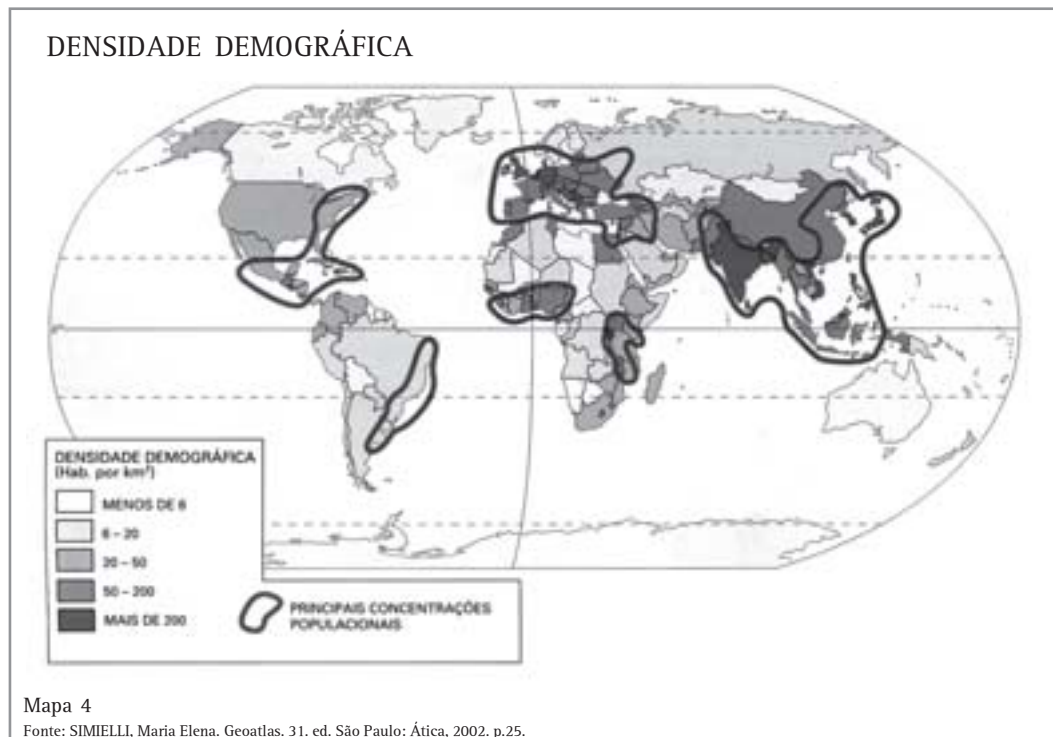 DENSIDADE DEMOGRÁFICA
DENSIDADE DEMOGRÁFICA
(Hab. por km²)
MENOS DE 6
6 – 20
20 – 50
50 – 200
MAIS DE 200
PRINCIPAIS CONCENTRAÇÕES
POPULACIONAIS
Mapa 4
Fonte: SIMIELLI, Maria Elena. Geoatlas. 31. ed. São Paulo: Ática, 2002. p.25.